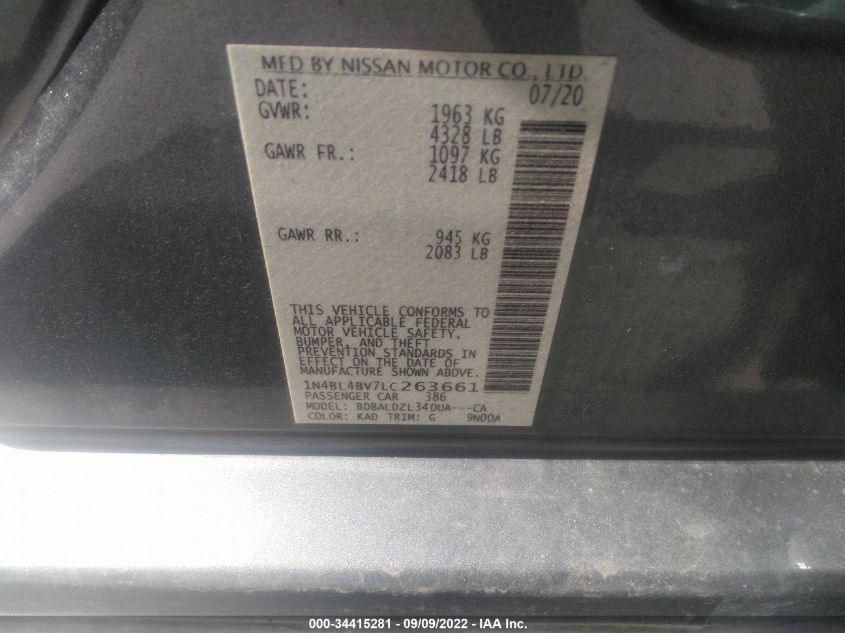 MFD BY NISSAN MOTOR CO., LTD.
DATE: 07/20
GVWR: 1963 KG
4328 LB
GAWR FR.: 1097 KG
2418 LB
GAWR RR.: 945 KG
2083 LB
THIS VEHICLE CONFORMS TO
ALL APPLICABLE FEDERAL
MOTOR VEHICLE SAFETY,
BUMPER, AND THEFT
PREVENTION STANDARDS IN
EFFECT ON THE DATE OF
MANUFACTURE SHOWN ABOVE.
1N4BL4BV7LC263661
PASSENGER CAR 386
MODEL: BDBALDZL34DUA---CA
COLOR: KAD TRIM: G 9N00A
000-34415281 - 09/09/2022 - IAA Inc.